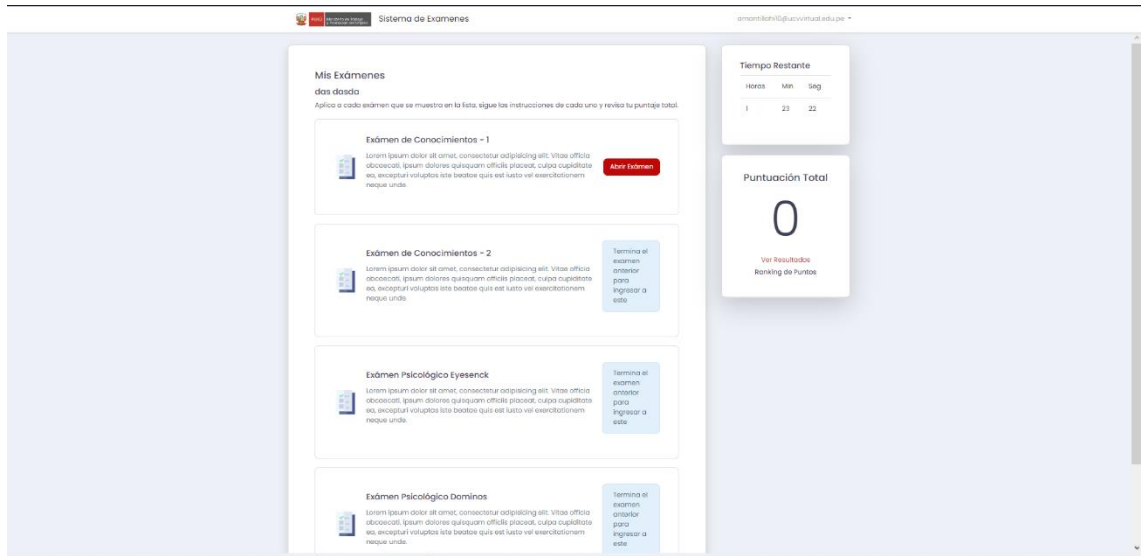 PERÚ
Sistema de Examenes
Mis Exámenes
das dasda
Aplica a cada exámen que se muestra en la lista, sigue las instrucciones de cada uno y revisa tu puntaje total.
Exámen de Conocimientos - 1
Lorem ipsum dolor sit amet, consectetur adipisicing elit. Vitae officia
obcaecati, ipsum dolores quisquam officiis placeat, culpa cupiditate
ea, excepturi voluptas iste beatae quis est iusto vel exercitationem
neque unde.
Abrir Exámen
Exámen de Conocimientos - 2
Lorem ipsum dolor sit amet, consectetur adipisicing elit. Vitae officia
obcaecati, ipsum dolores quisquam officiis placeat, culpa cupiditate
ea, excepturi voluptas iste beatae quis est iusto vel exercitationem
neque unde.
Termina el
examen
anterior
para
ingresar a
este
Exámen Psicológico Eyesenck
Lorem ipsum dolor sit amet, consectetur adipisicing elit. Vitae officia
obcaecati, ipsum dolores quisquam officiis placeat, culpa cupiditate
ea, excepturi voluptas iste beatae quis est iusto vel exercitationem
neque unde.
Termina el
examen
anterior
para
ingresar a
este
Exámen Psicológico Dominos
Lorem ipsum dolor sit amet, consectetur adipisicing elit. Vitae officia
obcaecati, ipsum dolores quisquam officiis placeat, culpa cupiditate
ea, excepturi voluptas iste beatae quis est iusto vel exercitationem
neque unde.
Termina el
examen
anterior
para
ingresar a
este
Tiempo Restante
Horas Min Seg
1 23 22
Puntuación Total
0
Ver Resultados
Ranking de Puntos